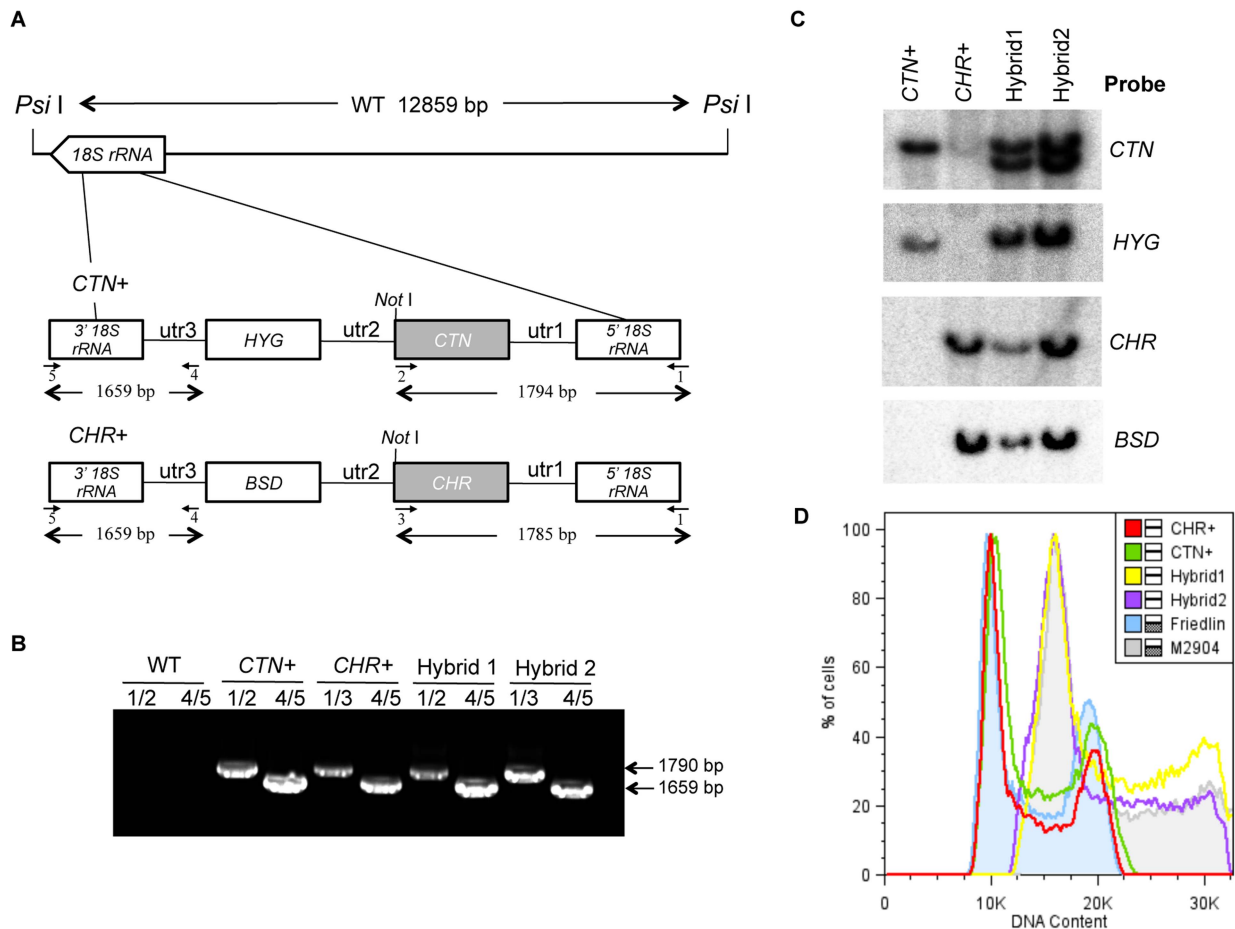 A
Psi I
WT 12859 bp
Psi I
18S rRNA
CTN+
Not I
3' 18S
rRNA
utr3
HYG
utr2
CTN
utr1
5' 18S
rRNA
5
4
2
1
1659 bp
1794 bp
CHR+
Not I
3' 18S
rRNA
utr3
BSD
utr2
CHR
utr1
5' 18S
rRNA
5
4
3
1
1659 bp
1785 bp
B
WT
CTN+
CHR+
Hybrid 1
Hybrid 2
1/2
4/5
1/2
4/5
1/3
4/5
1/2
4/5
1/3
4/5
1790 bp
1659 bp
C
CTN+
CHR+
Hybrid1
Hybrid2
Probe
CTN
HYG
CHR
BSD
D
100
80
60
40
20
0
% of cells
0
10K
20K
30K
DNA Content
CHR+
CTN+
Hybrid1
Hybrid2
Friedlin
M2904